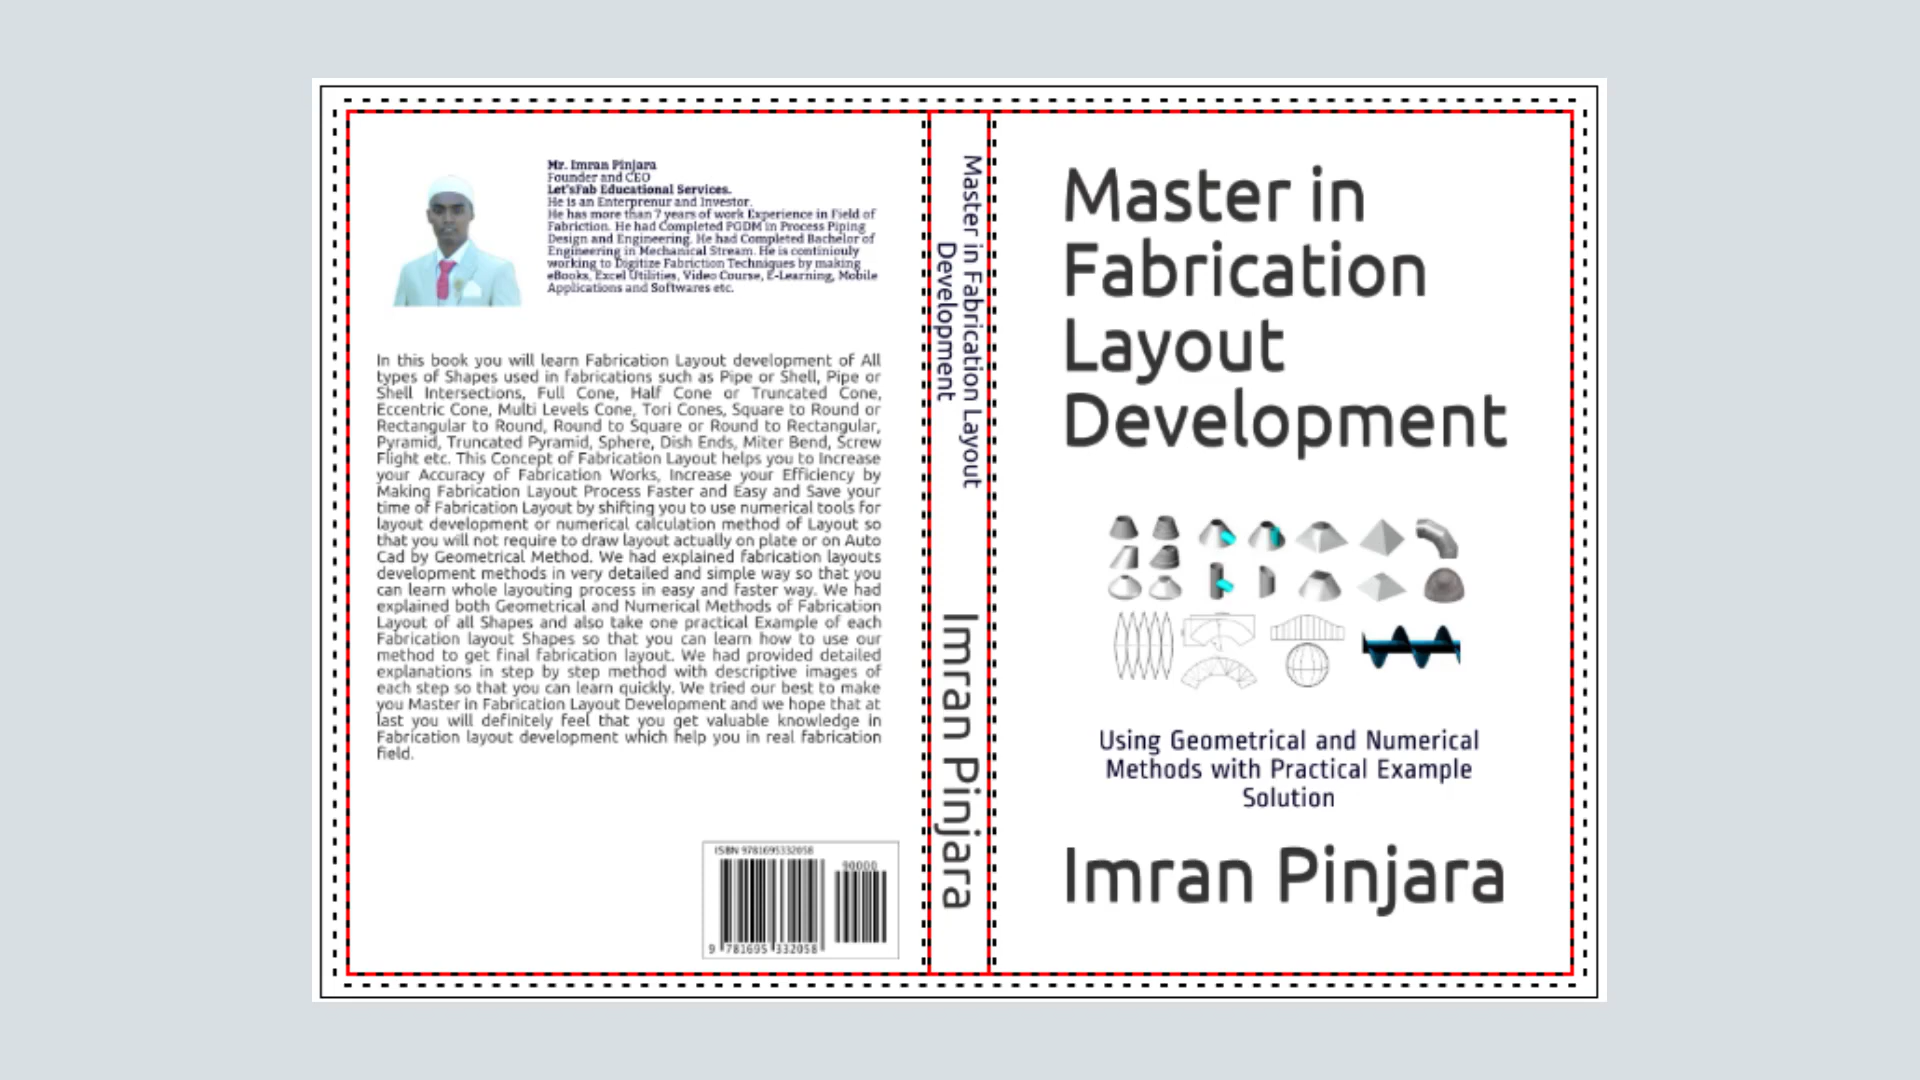 Mr. Imran Pinjara
Founder and CEO
Let'sFab Educational Services.
He is an Enterprenur and Investor.
He has more than 7 years of work Experience in Field of
Fabriction. He had Completed PGDM in Process Piping
Design and Engineering. He had Completed Bachelor of
Engineering in Mechanical Stream. He is continiouly
working to Digitize Fabriction Techniques by making
eBooks, Excel Utilities, Video Course, E-Learning, Mobile
Applications and Softwares etc.
In this book you will learn Fabrication Layout development of All
types of Shapes used in fabrications such as Pipe or Shell, Pipe or
Shell Intersections, Full Cone, Half Cone or Truncated Cone,
Eccentric Cone, Multi Levels Cone, Tori Cones, Square to Round or
Rectangular to Round, Round to Square or Round to Rectangular,
Pyramid, Truncated Pyramid, Sphere, Dish Ends, Miter Bend, Screw
Flight etc. This Concept of Fabrication Layout helps you to Increase
your Accuracy of Fabrication Works, Increase your Efficiency by
Making Fabrication Layout Process Faster and Easy and Save your
time of Fabrication Layout by shifting you to use numerical tools for
layout development or numerical calculation method of Layout so
that you will not require to draw layout actually on plate or on Auto
Cad by Geometrical Method. We had explained fabrication layouts
development methods in very detailed and simple way so that you
can learn whole layouting process in easy and faster way. We had
explained both Geometrical and Numerical Methods of Fabrication
Layout of all Shapes and also take one practical Example of each
Fabrication layout Shapes so that you can learn how to use our
method to get final fabrication layout. We had provided detailed
explanations in step by step method with descriptive images of
each step so that you can learn quickly. We tried our best to make
you Master in Fabrication Layout Development and we hope that at
last you will definitely feel that you get valuable knowledge in
Fabrication layout development which help you in real fabrication
field.
ISBN 9781695332058
90000
9 781695 332058
Master in Fabrication Layout
Development
Imran Pinjara
Master in
Fabrication
Layout
Development
Using Geometrical and Numerical
Methods with Practical Example
Solution
Imran Pinjara